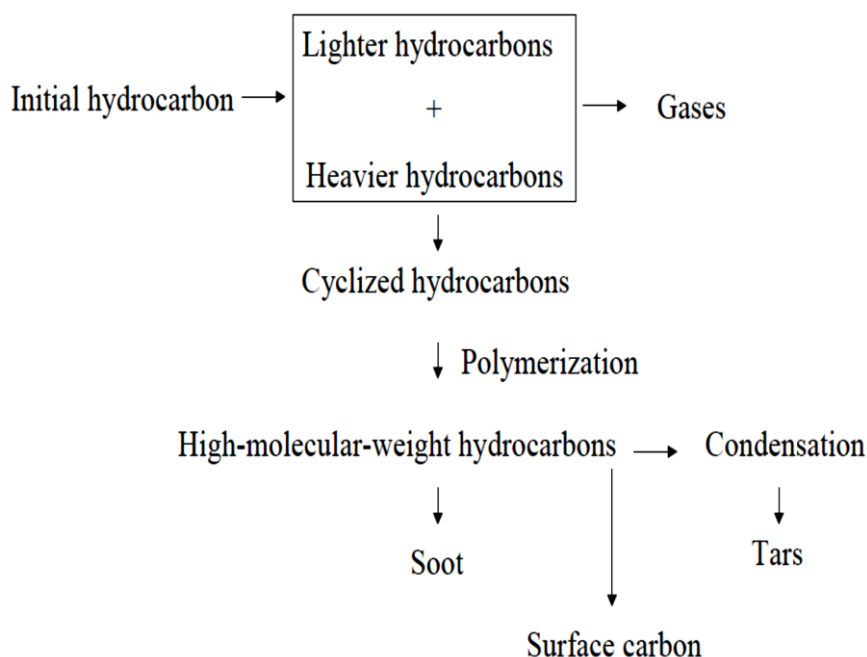 Lighter hydrocarbons
Initial hydrocarbon
+
Gases
Heavier hydrocarbons
Cyclized hydrocarbons
Polymerization
High-molecular-weight hydrocarbons
Condensation
Soot
Tars
Surface carbon